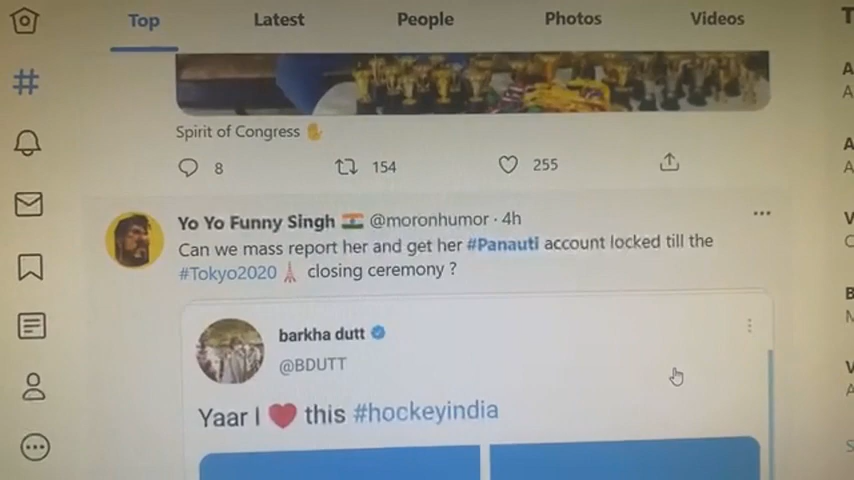 Top Latest People Photos Videos
Spirit of Congress ✋
8 154 255
Yo Yo Funny Singh 🇮🇳 @moronhumor · 4h
Can we mass report her and get her #Panauti account locked till the
#Tokyo2020 🗼 closing ceremony ?
barkha dutt
@BDUTT
Yaar I ❤️ this #hockeyindia